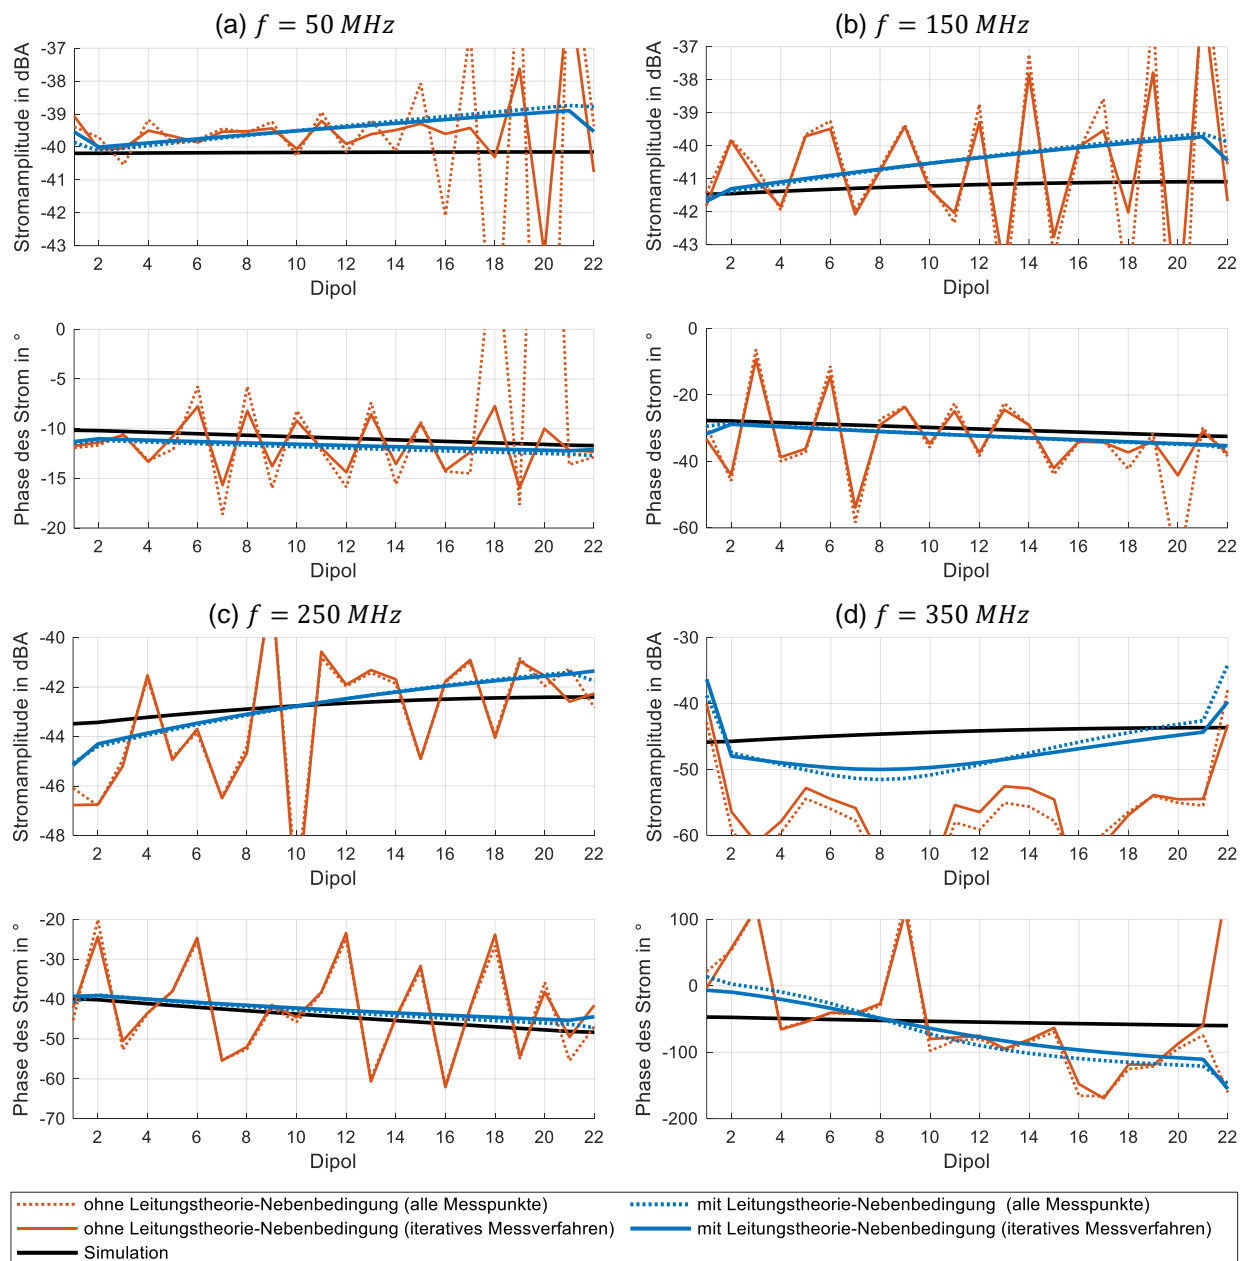 (a) f = 50 MHz
Stromamplitude in dBA
-37
-38
-39
-40
-41
-42
-43
2 4 6 8 10 12 14 16 18 20 22
Dipol
Phase des Strom in °
0
-5
-10
-15
-20
2 4 6 8 10 12 14 16 18 20 22
Dipol
(b) f = 150 MHz
Stromamplitude in dBA
-37
-38
-39
-40
-41
-42
-43
2 4 6 8 10 12 14 16 18 20 22
Dipol
Phase des Strom in °
0
-20
-40
-60
2 4 6 8 10 12 14 16 18 20 22
Dipol
(c) f = 250 MHz
Stromamplitude in dBA
-40
-42
-44
-46
-48
2 4 6 8 10 12 14 16 18 20 22
Dipol
Phase des Strom in °
-20
-30
-40
-50
-60
-70
2 4 6 8 10 12 14 16 18 20 22
Dipol
(d) f = 350 MHz
Stromamplitude in dBA
-30
-40
-50
-60
2 4 6 8 10 12 14 16 18 20 22
Dipol
Phase des Strom in °
100
0
-100
-200
2 4 6 8 10 12 14 16 18 20 22
Dipol
ohne Leitungstheorie-Nebenbedingung (alle Messpunkte)
ohne Leitungstheorie-Nebenbedingung (iteratives Messverfahren)
Simulation
mit Leitungstheorie-Nebenbedingung (alle Messpunkte)
mit Leitungstheorie-Nebenbedingung (iteratives Messverfahren)